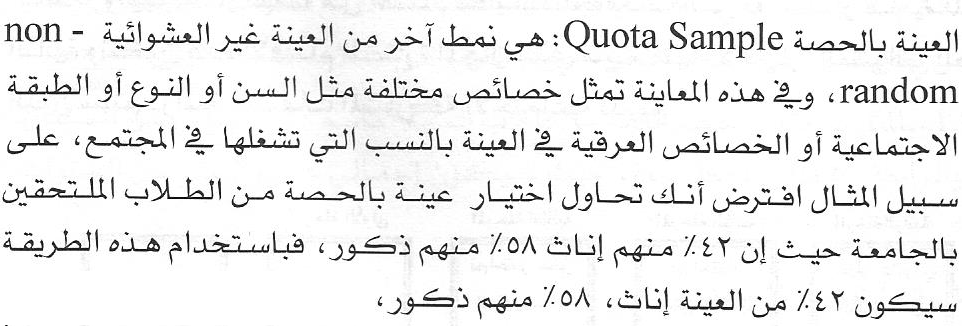 العينة بالحصة Quota Sample: هي نمط آخر من العينة غير العشوائية - non
random، وفي هذه المعاينة تمثل خصائص مختلفة مثل السن أو النوع أو الطبقة
الاجتماعية أو الخصائص العرقية في العينة بالنسب التي تشغلها في المجتمع، على
سبيل المثال افترض أنك تحاول اختيار عينة بالحصة من الطلاب الملتحقين
بالجامعة حيث إن ٤٢٪ منهم إناث ٥٨٪ منهم ذكور، فباستخدام هذه الطريقة
سيكون ٤٢٪ من العينة إناث، ٥٨٪ منهم ذكور،